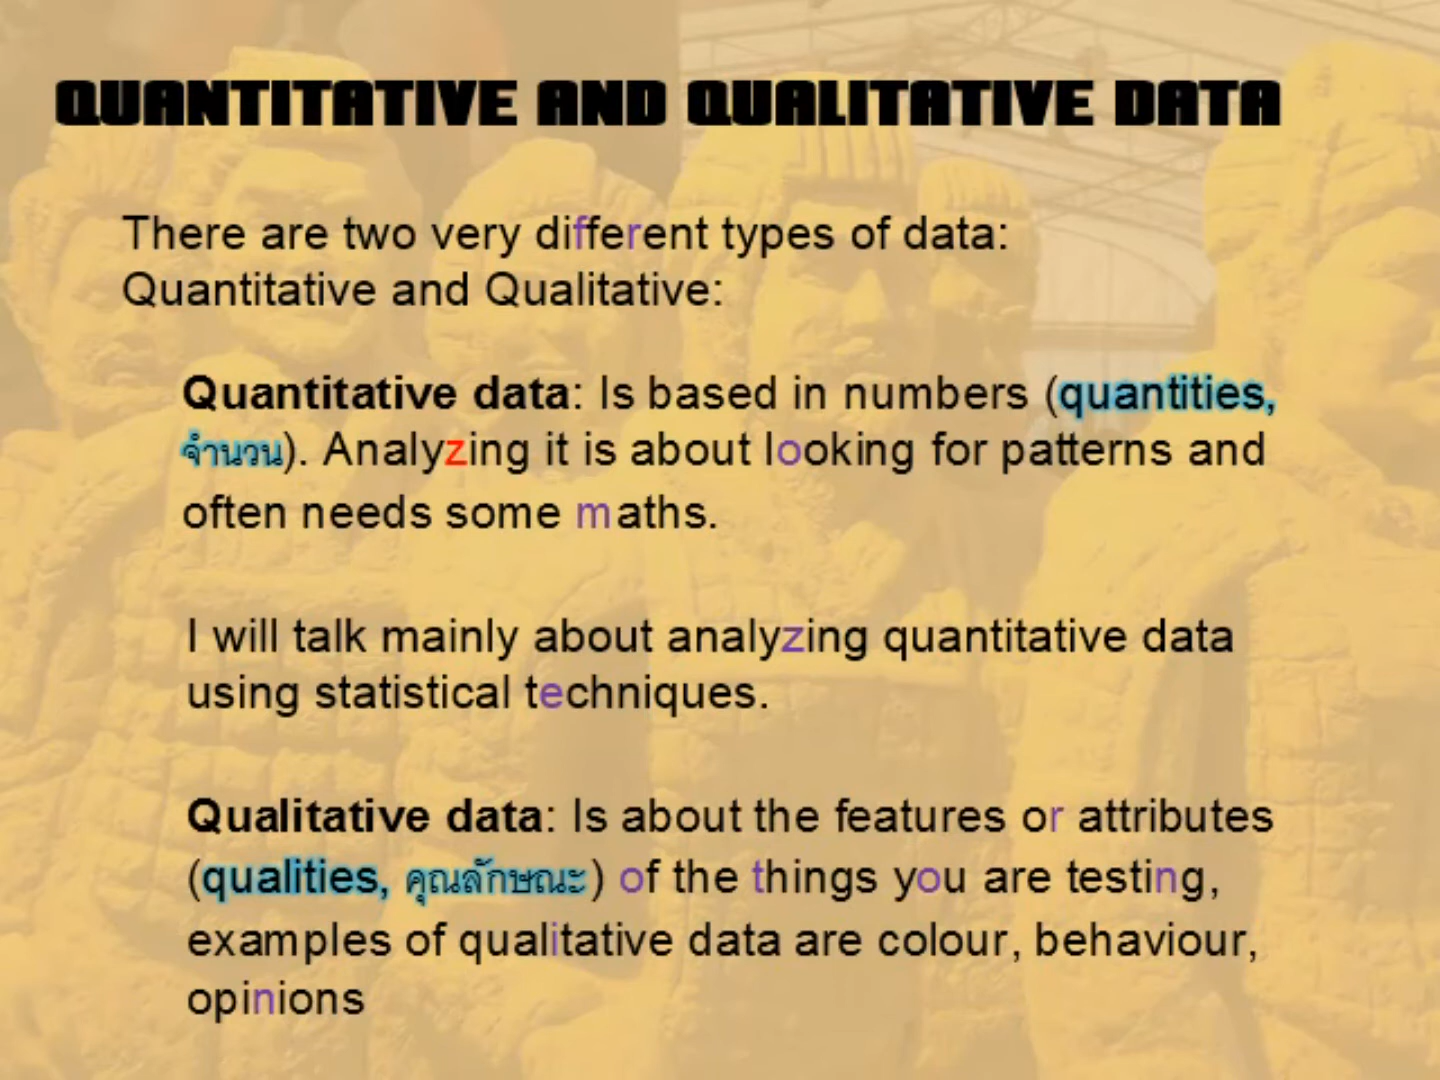 QUANTITATIVE AND QUALITATIVE DATA
There are two very different types of data:
Quantitative and Qualitative:
Quantitative data: Is based in numbers (quantities,
จำนวน). Analyzing it is about looking for patterns and
often needs some maths.
I will talk mainly about analyzing quantitative data
using statistical techniques.
Qualitative data: Is about the features or attributes
(qualities, คุณลักษณะ) of the things you are testing,
examples of qualitative data are colour, behaviour,
opinions